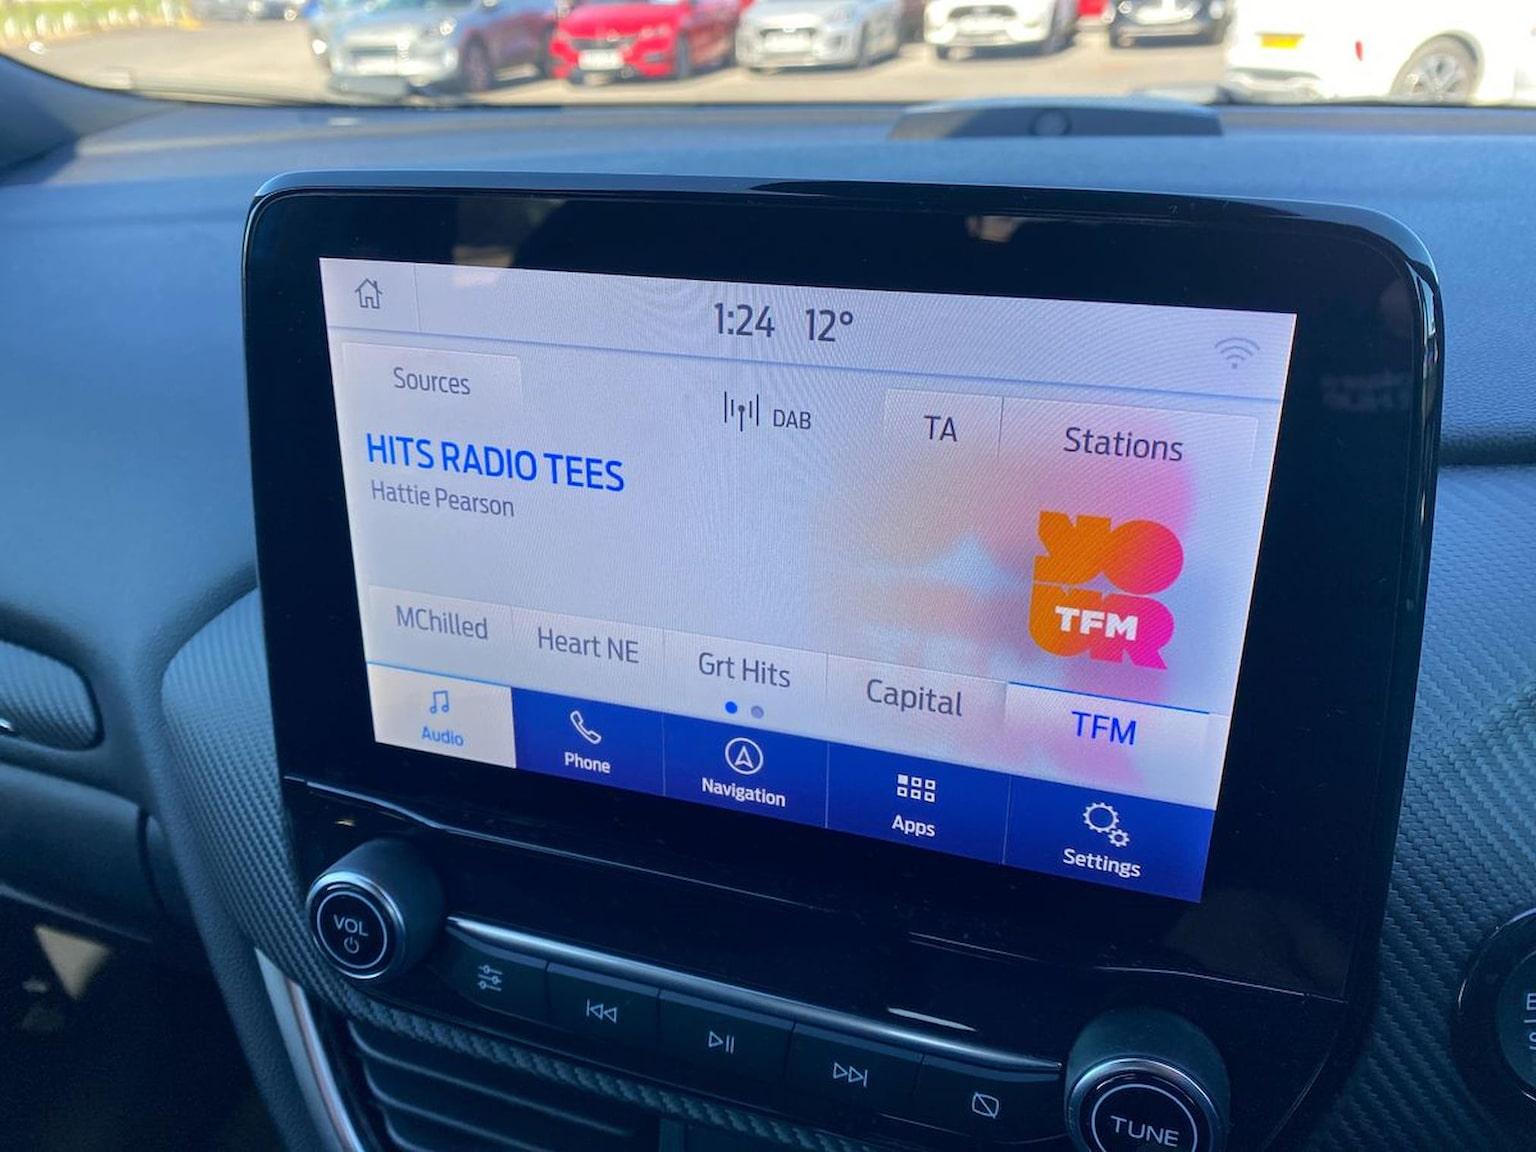 1:24 12°
Sources
DAB
TA
Stations
HITS RADIO TEES
Hattie Pearson
YOUR
TFM
MChilled
Heart NE
Grt Hits
Capital
TFM
Audio
Phone
Navigation
Apps
Settings
VOL
TUNE